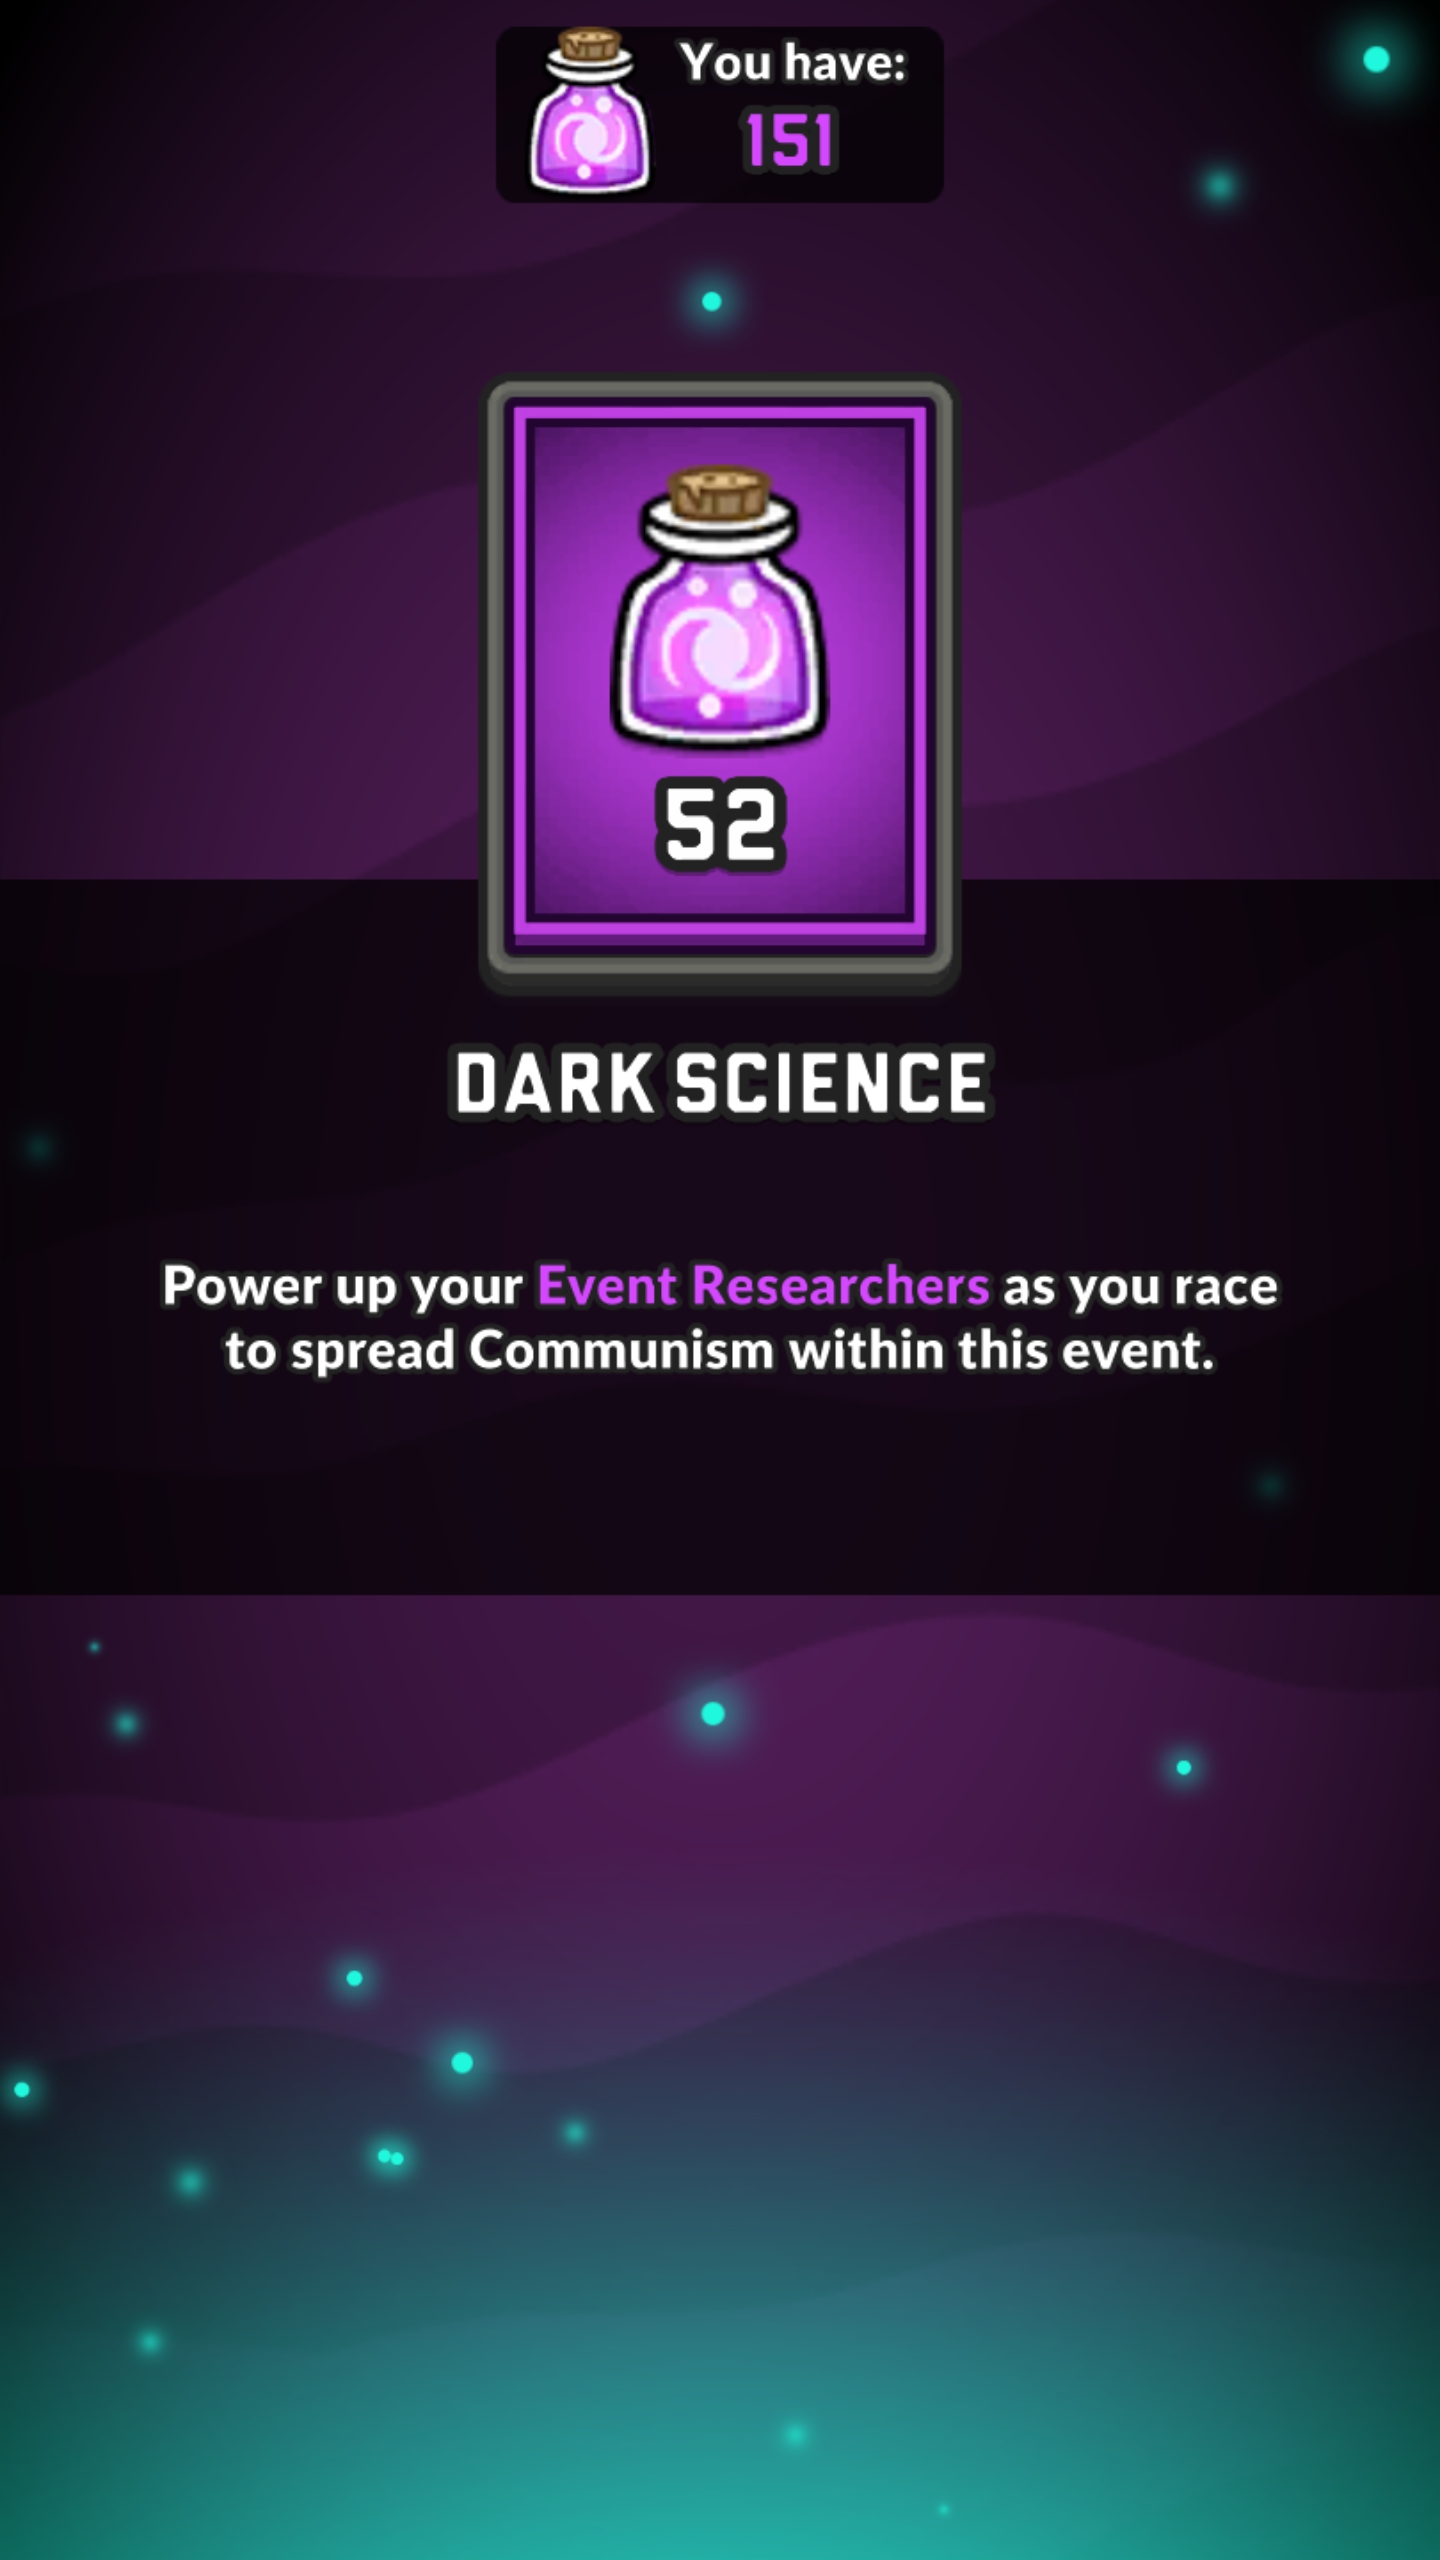 You have:
151
52
DARK SCIENCE
Power up your Event Researchers as you race
to spread Communism within this event.